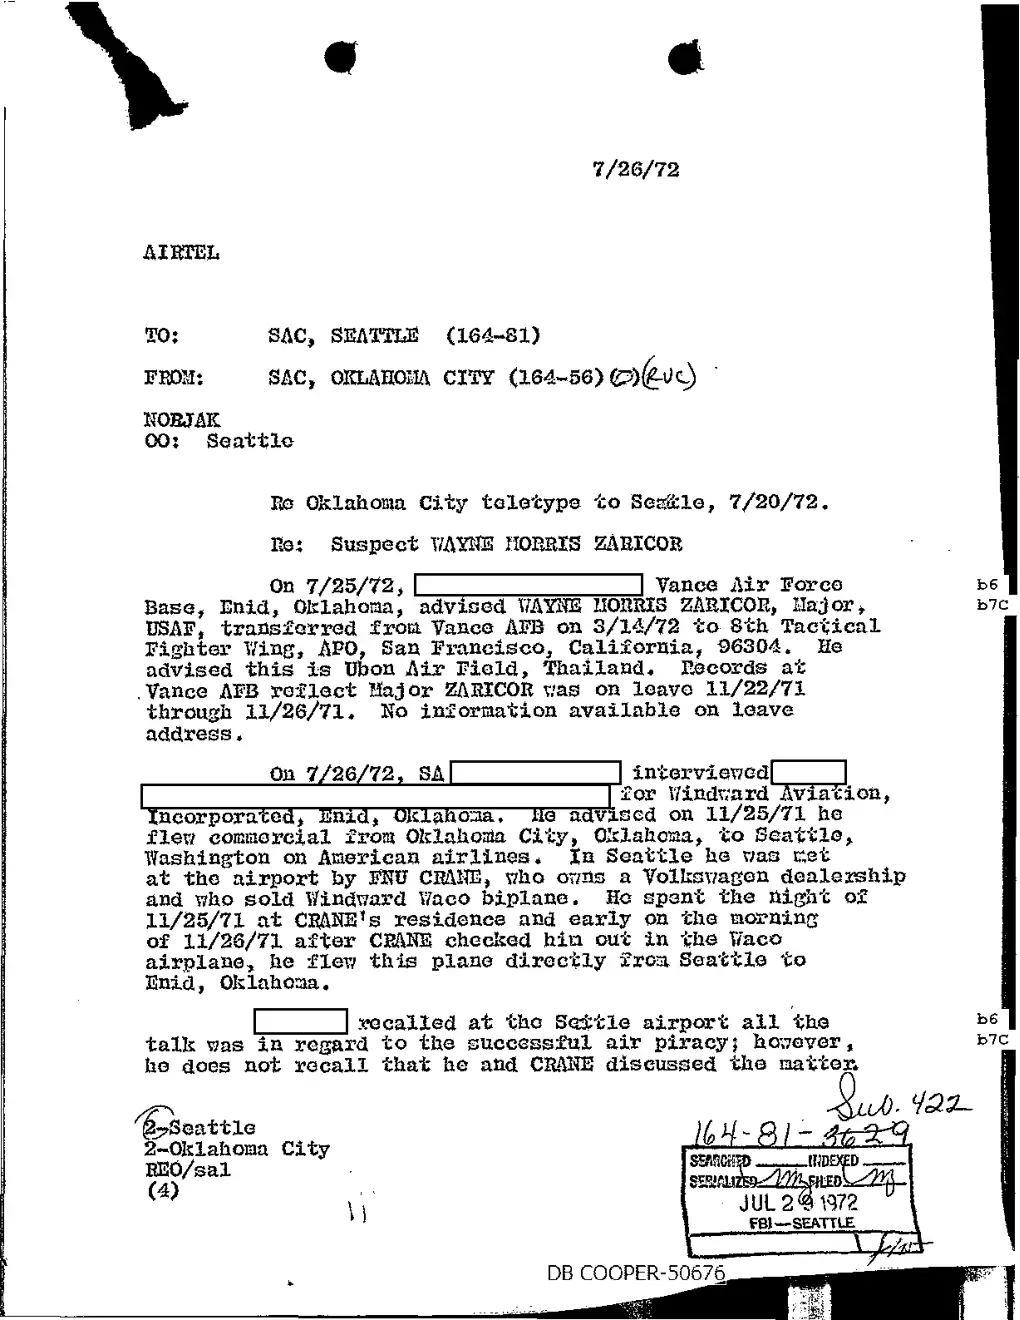 7/26/72
AIRTEL
TO: SAC, SEATTLE (164-81)
FROM: SAC, OKLAHOMA CITY (164-56) (RUC)
NORJAK
OO: Seattle
Re Oklahoma City teletype to Seattle, 7/20/72.
Re: Suspect WAYNE MORRIS ZARICOR
On 7/25/72, Vance Air Force
b6
Base, Enid, Oklahoma, advised WAYNE MORRIS ZARICOR, Major,
b7C
USAF, transferred from Vance AFB on 3/14/72 to 8th Tactical
Fighter Wing, APO, San Francisco, California, 96304. He
advised this is Ubon Air Field, Thailand. Records at
Vance AFB reflect Major ZARICOR was on leave 11/22/71
through 11/26/71. No information available on leave
address.
On 7/26/72, SA interviewed
for Windward Aviation,
Incorporated, Enid, Oklahoma. He advised on 11/25/71 he
flew commercial from Oklahoma City, Oklahoma, to Seattle,
Washington on American airlines. In Seattle he was met
at the airport by FNU CRANE, who owns a Volkswagen dealership
and who sold Windward Waco biplane. He spent the night of
11/25/71 at CRANE's residence and early on the morning
of 11/26/71 after CRANE checked him out in the Waco
airplane, he flew this plane directly from Seattle to
Enid, Oklahoma.
recalled at the Seattle airport all the
b6
talk was in regard to the successful air piracy; however,
b7C
he does not recall that he and CRANE discussed the matter.
Sub. 422
2-Seattle
164-81-3629
2-Oklahoma City
SEARCHED INDEXED
REO/sal
SERIALIZED FILED
(4)
JUL 29 1972
FBI-SEATTLE
DB COOPER-50676